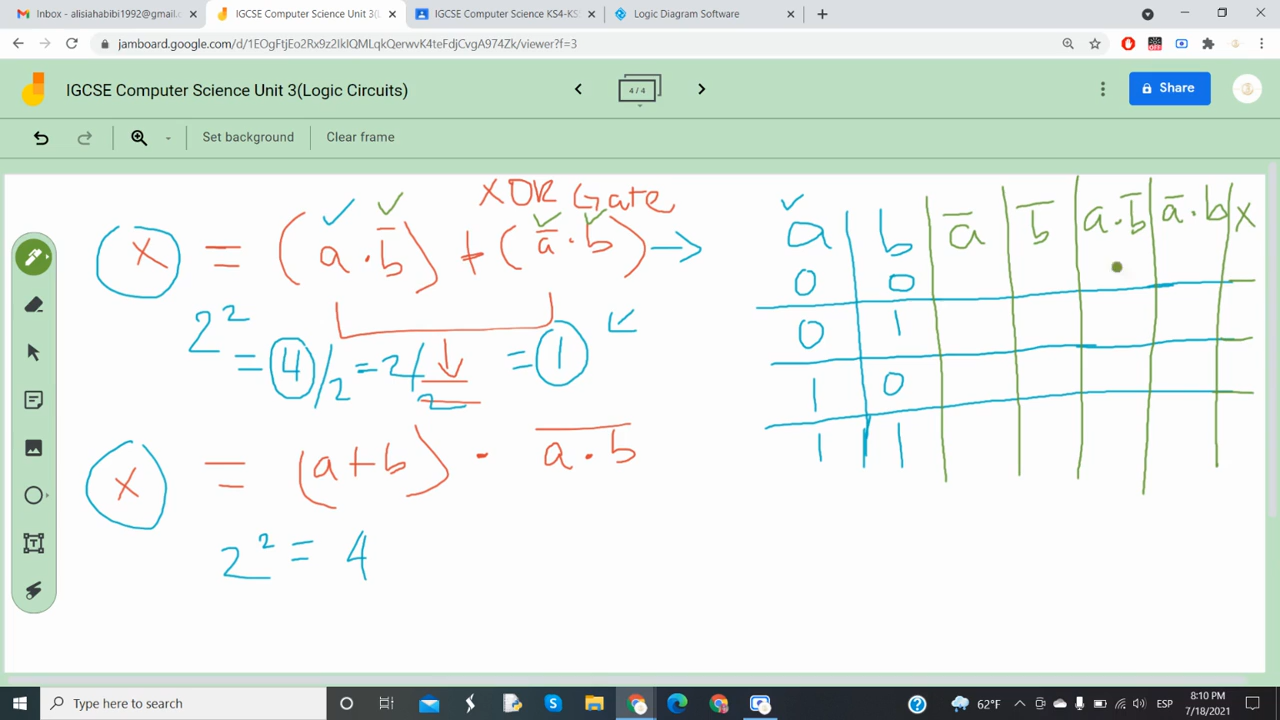 Inbox - alisiahabibi1992@gmail.c
IGCSE Computer Science Unit 3(
IGCSE Computer Science KS4-KS
Logic Diagram Software
jamboard.google.com/d/1EOgFtjEo2Rx9z2IkIQMLqkQerwvK4teFBJCvgA974Zk/viewer?f=3
IGCSE Computer Science Unit 3(Logic Circuits)
4 / 4
Share
Set background
Clear frame
XOR Gate
x = (a · b̅) + (a̅ · b) →
2² = 4/2 = 2/2 = 1
x = (a + b) · \overline{a · b}
2² = 4
a b a̅ b̅ a·b̅ a̅·b x
0 0
0 1
1 0
1 1
Type here to search
62°F
ESP
8:10 PM
7/18/2021